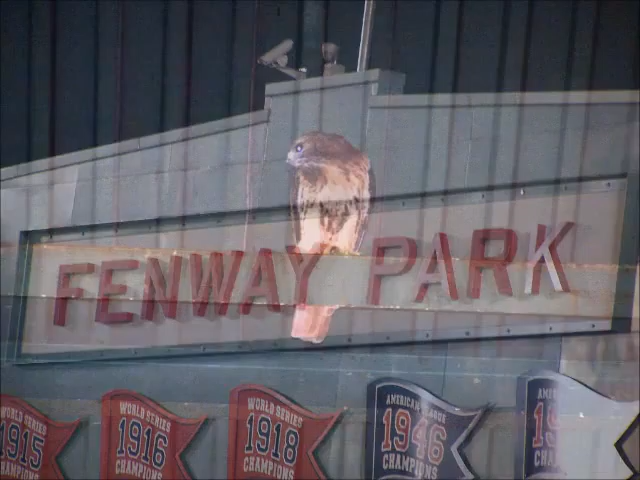 FENWAY PARK
WORLD SERIES
1915
CHAMPIONS
WORLD SERIES
1916
CHAMPIONS
WORLD SERIES
1918
CHAMPIONS
AMERICAN LEAGUE
1946
CHAMPIONS